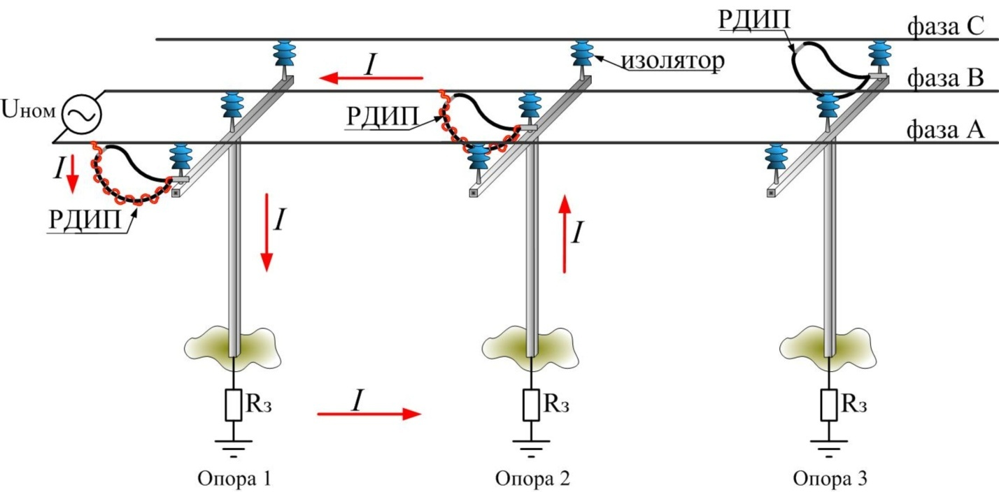 РДИП
фаза С
I
изолятор
фаза В
Uном
РДИП
фаза А
I
РДИП
I
I
Rз
I
Rз
Rз
Опора 1
Опора 2
Опора 3